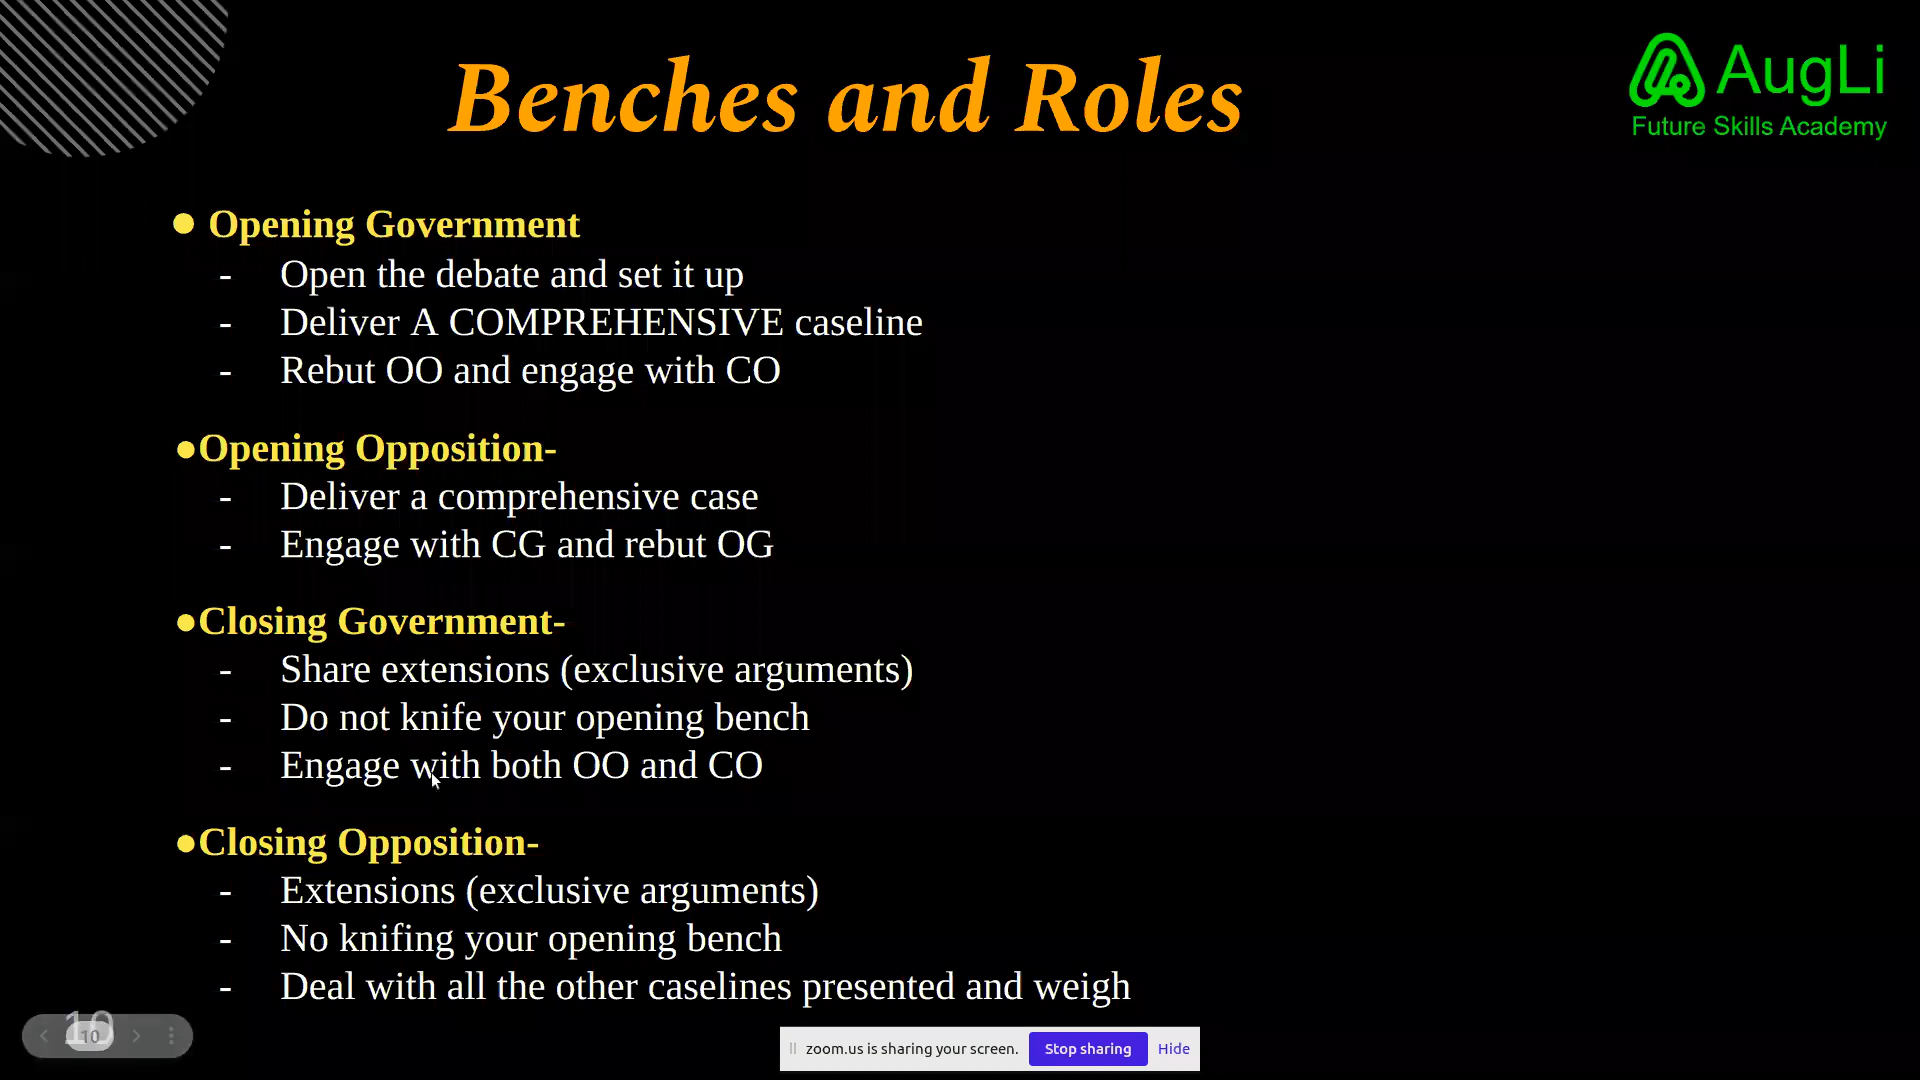 Benches and Roles
AugLi
Future Skills Academy
● Opening Government
- Open the debate and set it up
- Deliver A COMPREHENSIVE caseline
- Rebut OO and engage with CO
●Opening Opposition-
- Deliver a comprehensive case
- Engage with CG and rebut OG
●Closing Government-
- Share extensions (exclusive arguments)
- Do not knife your opening bench
- Engage with both OO and CO
●Closing Opposition-
- Extensions (exclusive arguments)
- No knifing your opening bench
- Deal with all the other caselines presented and weigh
10
10
zoom.us is sharing your screen. Stop sharing Hide